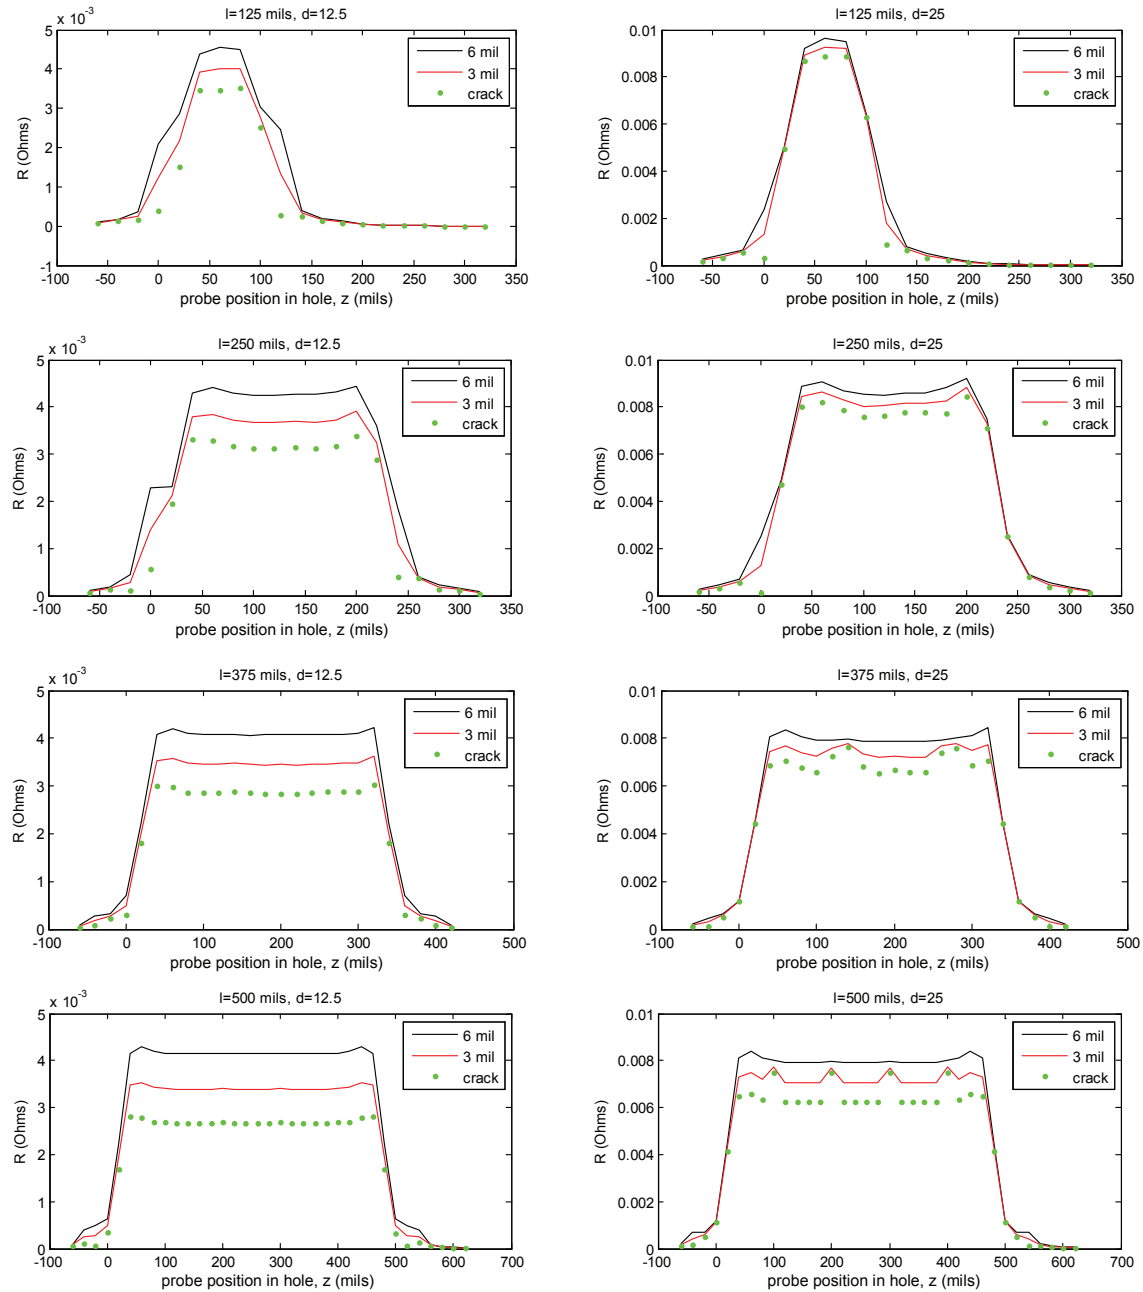 l=125 mils, d=12.5
x 10⁻³
5
4
3
2
1
0
-1
-100 -50 0 50 100 150 200 250 300 350
R (Ohms)
probe position in hole, z (mils)
6 mil
3 mil
crack
l=125 mils, d=25
0.01
0.008
0.006
0.004
0.002
0
-100 -50 0 50 100 150 200 250 300 350
R (Ohms)
probe position in hole, z (mils)
6 mil
3 mil
crack
l=250 mils, d=12.5
x 10⁻³
5
4
3
2
1
0
-100 -50 0 50 100 150 200 250 300 350
R (Ohms)
probe position in hole, z (mils)
6 mil
3 mil
crack
l=250 mils, d=25
0.01
0.008
0.006
0.004
0.002
0
-100 -50 0 50 100 150 200 250 300 350
R (Ohms)
probe position in hole, z (mils)
6 mil
3 mil
crack
l=375 mils, d=12.5
x 10⁻³
5
4
3
2
1
0
-100 0 100 200 300 400 500
R (Ohms)
probe position in hole, z (mils)
6 mil
3 mil
crack
l=375 mils, d=25
0.01
0.008
0.006
0.004
0.002
0
-100 0 100 200 300 400 500
R (Ohms)
probe position in hole, z (mils)
6 mil
3 mil
crack
l=500 mils, d=12.5
x 10⁻³
5
4
3
2
1
0
-100 0 100 200 300 400 500 600 700
R (Ohms)
probe position in hole, z (mils)
6 mil
3 mil
crack
l=500 mils, d=25
0.01
0.008
0.006
0.004
0.002
0
-100 0 100 200 300 400 500 600 700
R (Ohms)
probe position in hole, z (mils)
6 mil
3 mil
crack